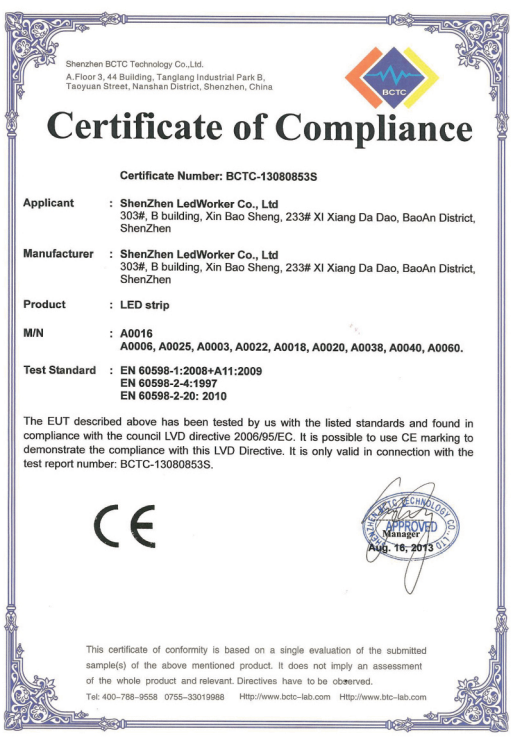 Shenzhen BCTC Technology Co.,Ltd.
A.Floor 3, 44 Building, Tanglang Industrial Park B,
Taoyuan Street, Nanshan District, Shenzhen, China
BCTC
Certificate of Compliance
Certificate Number: BCTC-13080853S
Applicant : ShenZhen LedWorker Co., Ltd
303#, B building, Xin Bao Sheng, 233# XI Xiang Da Dao, BaoAn District,
ShenZhen
Manufacturer : ShenZhen LedWorker Co., Ltd
303#, B building, Xin Bao Sheng, 233# XI Xiang Da Dao, BaoAn District,
ShenZhen
Product : LED strip
M/N : A0016
A0006, A0025, A0003, A0022, A0018, A0020, A0038, A0040, A0060.
Test Standard : EN 60598-1:2008+A11:2009
EN 60598-2-4:1997
EN 60598-2-20: 2010
The EUT described above has been tested by us with the listed standards and found in
compliance with the council LVD directive 2006/95/EC. It is possible to use CE marking to
demonstrate the compliance with this LVD Directive. It is only valid in connection with the
test report number: BCTC-13080853S.
CE
SHENZHEN BCTC TECHNOLOGY CO., LTD
APPROVED
Manager
Aug. 16, 2013
This certificate of conformity is based on a single evaluation of the submitted
sample(s) of the above mentioned product. It does not imply an assessment
of the whole product and relevant. Directives have to be observed.
Tel: 400-788-9558 0755-33019988 Http://www.bctc-lab.com Http://www.btc-lab.com